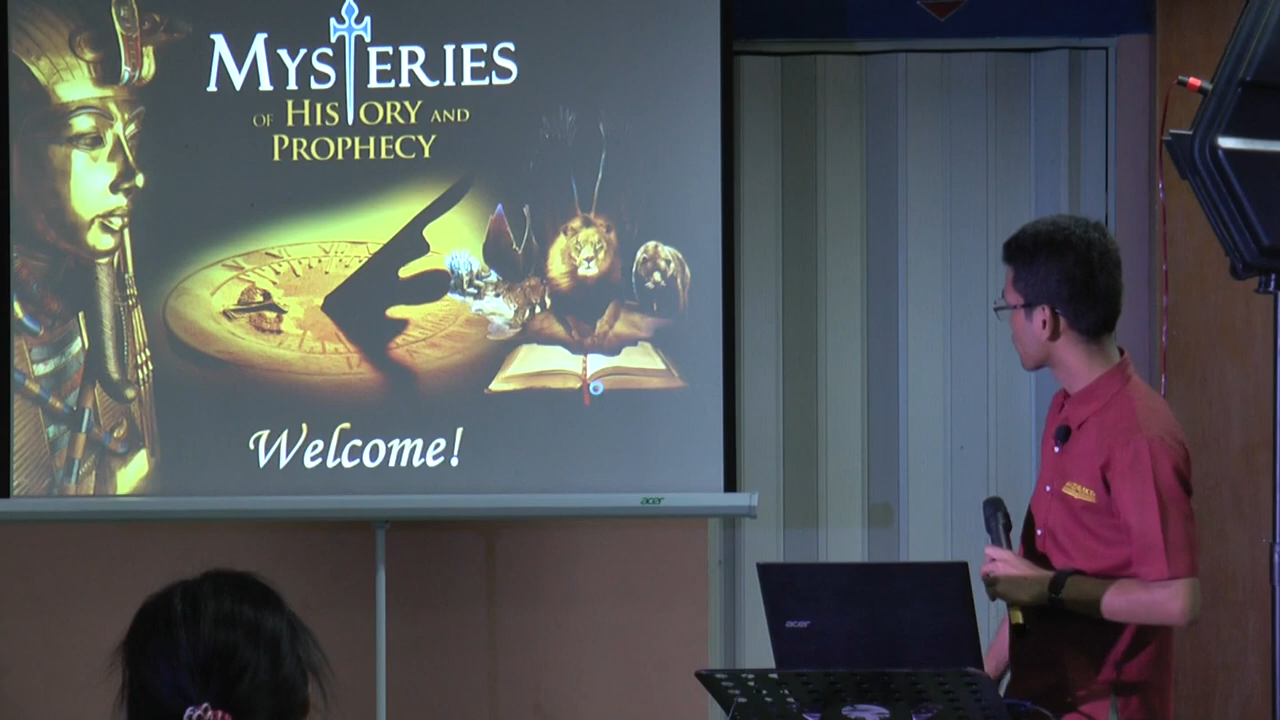 MYSTERIES
OF HISTORY AND
PROPHECY
Welcome!
acer
acer